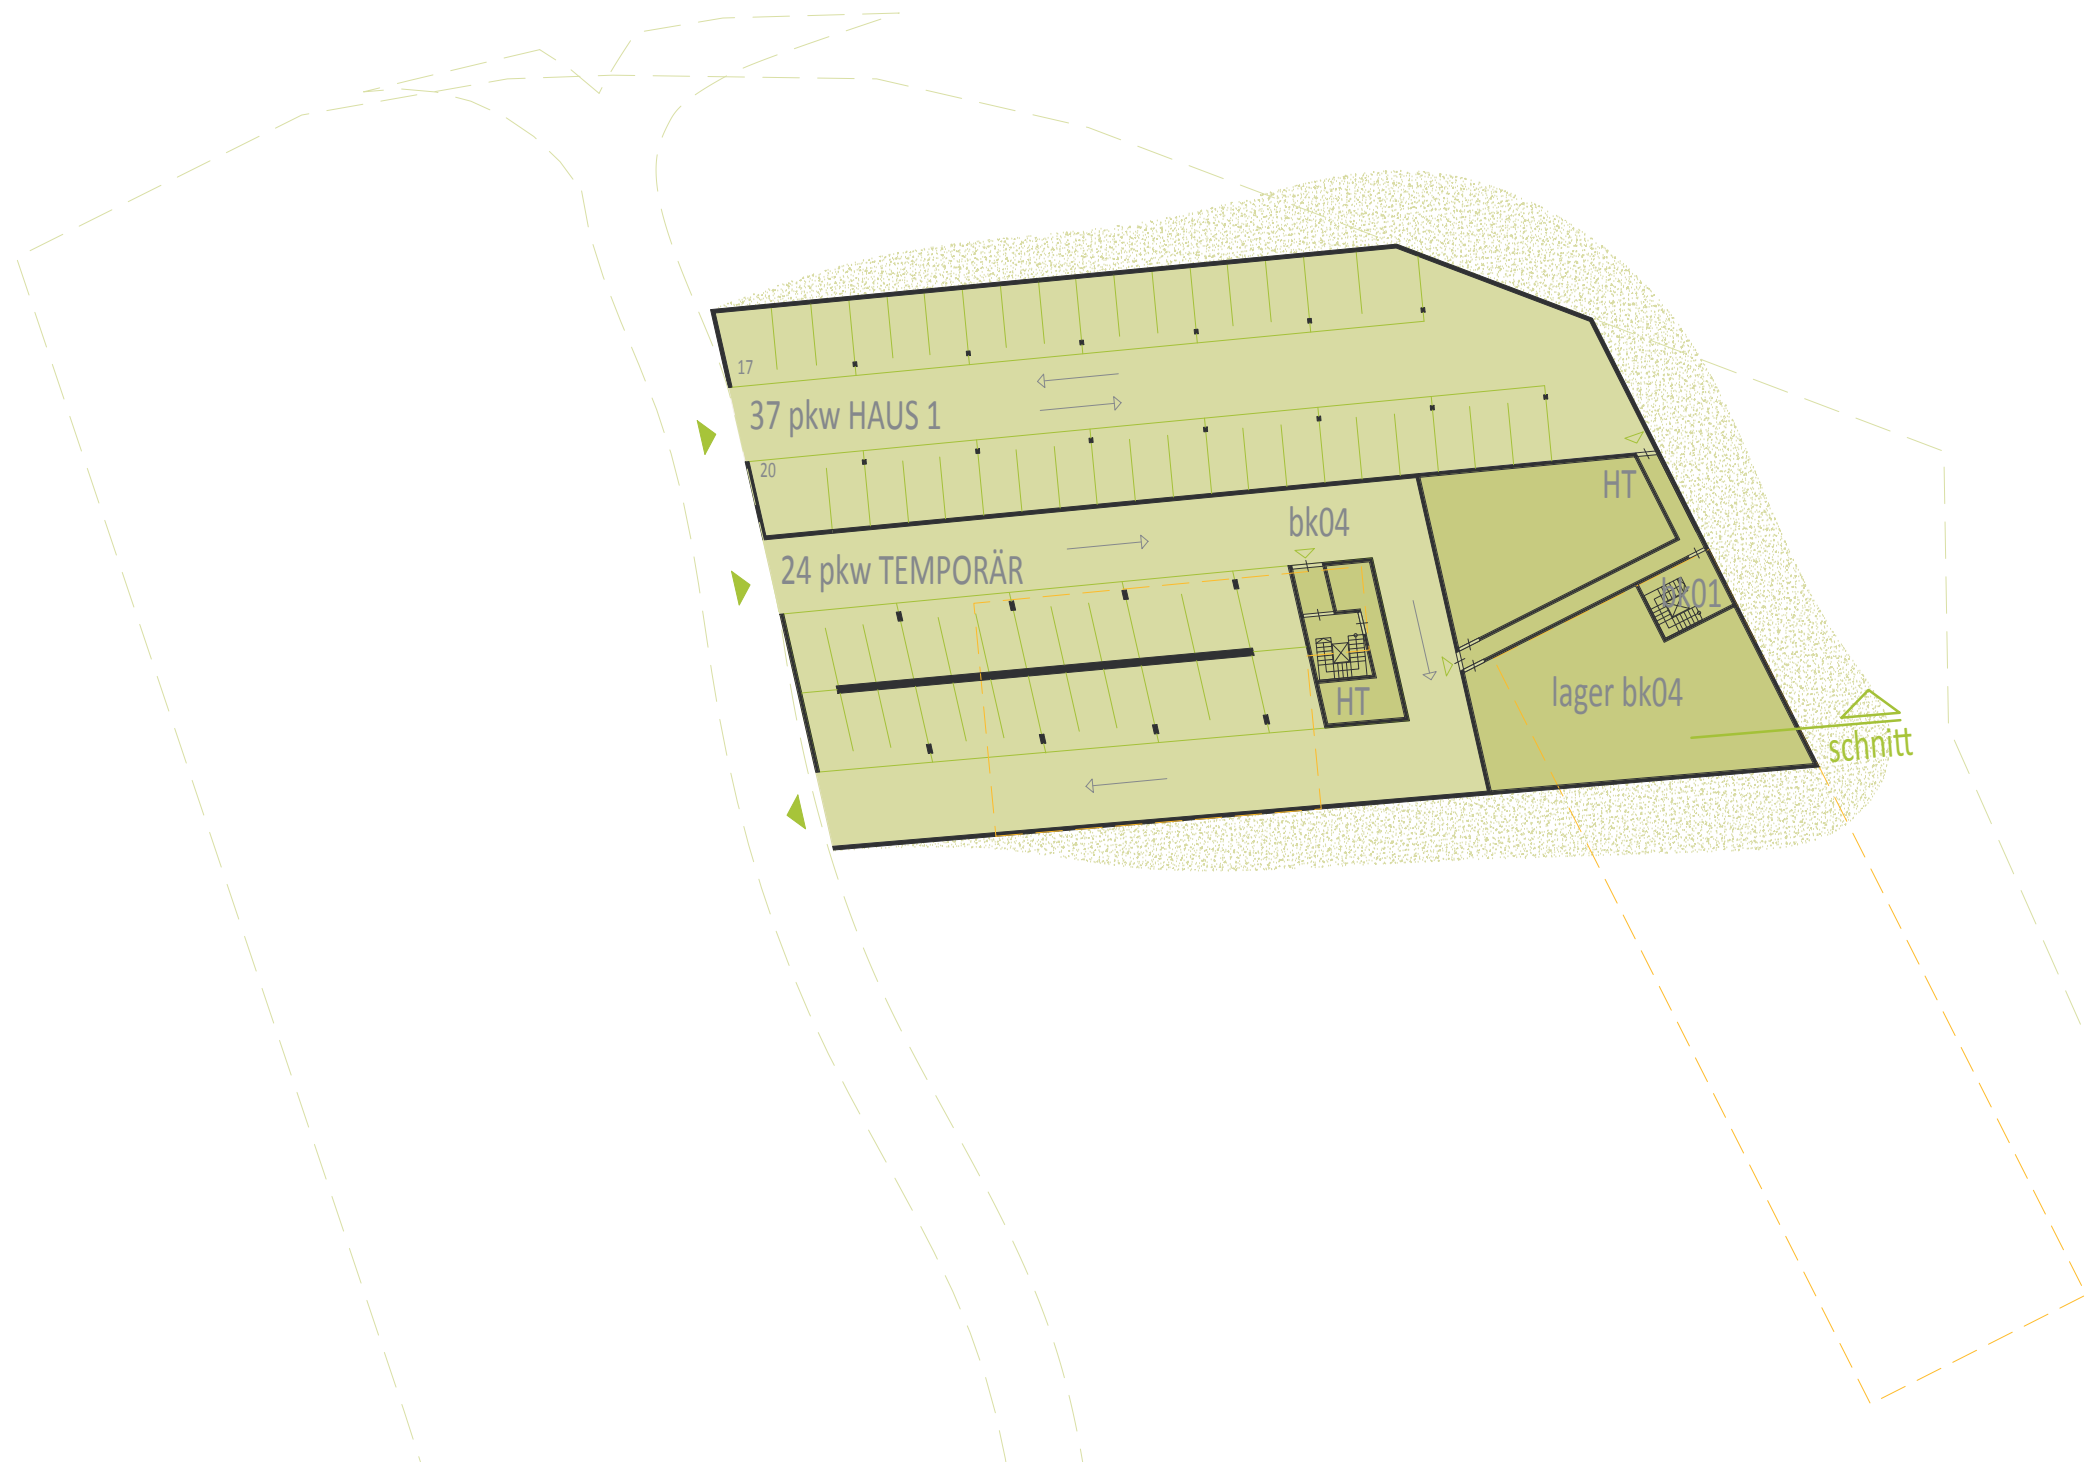 17
37 pkw HAUS 1
20
HT
bk04
24 pkw TEMPORÄR
bk01
HT
lager bk04
schnitt